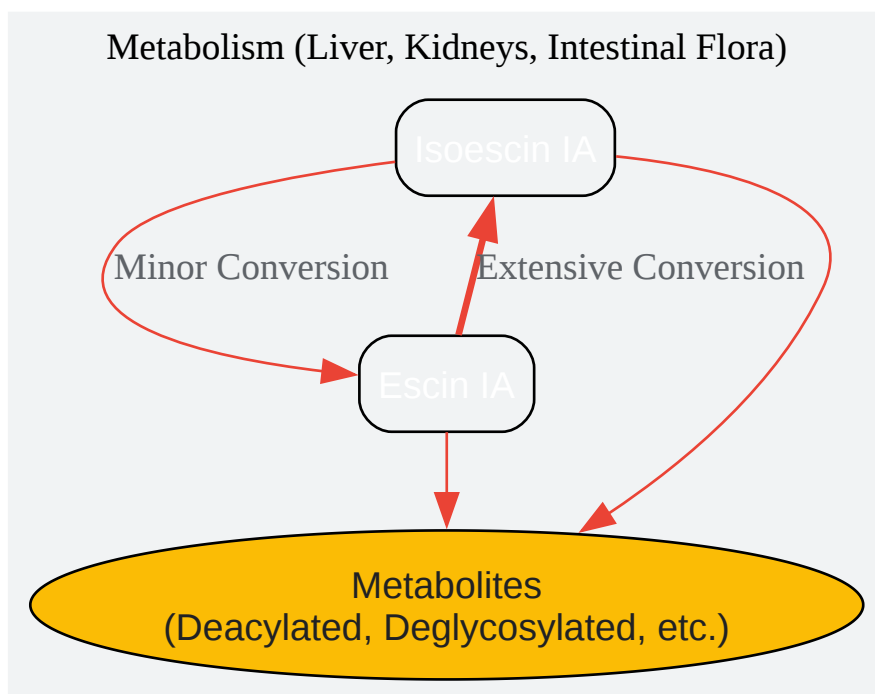 Metabolism (Liver, Kidneys, Intestinal Flora)
Isoescin IA
Minor Conversion
Extensive Conversion
Escin IA
Metabolites
(Deacylated, Deglycosylated, etc.)